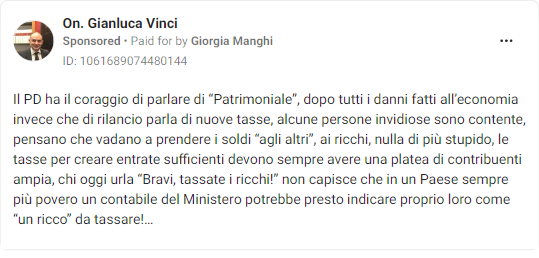 On. Gianluca Vinci
Sponsored • Paid for by Giorgia Manghi
ID: 1061689074480144
Il PD ha il coraggio di parlare di “Patrimoniale”, dopo tutti i danni fatti all’economia
invece che di rilancio parla di nuove tasse, alcune persone invidiose sono contente,
pensano che vadano a prendere i soldi “agli altri”, ai ricchi, nulla di più stupido, le
tasse per creare entrate sufficienti devono sempre avere una platea di contribuenti
ampia, chi oggi urla “Bravi, tassate i ricchi!” non capisce che in un Paese sempre
più povero un contabile del Ministero potrebbe presto indicare proprio loro come
“un ricco” da tassare!...